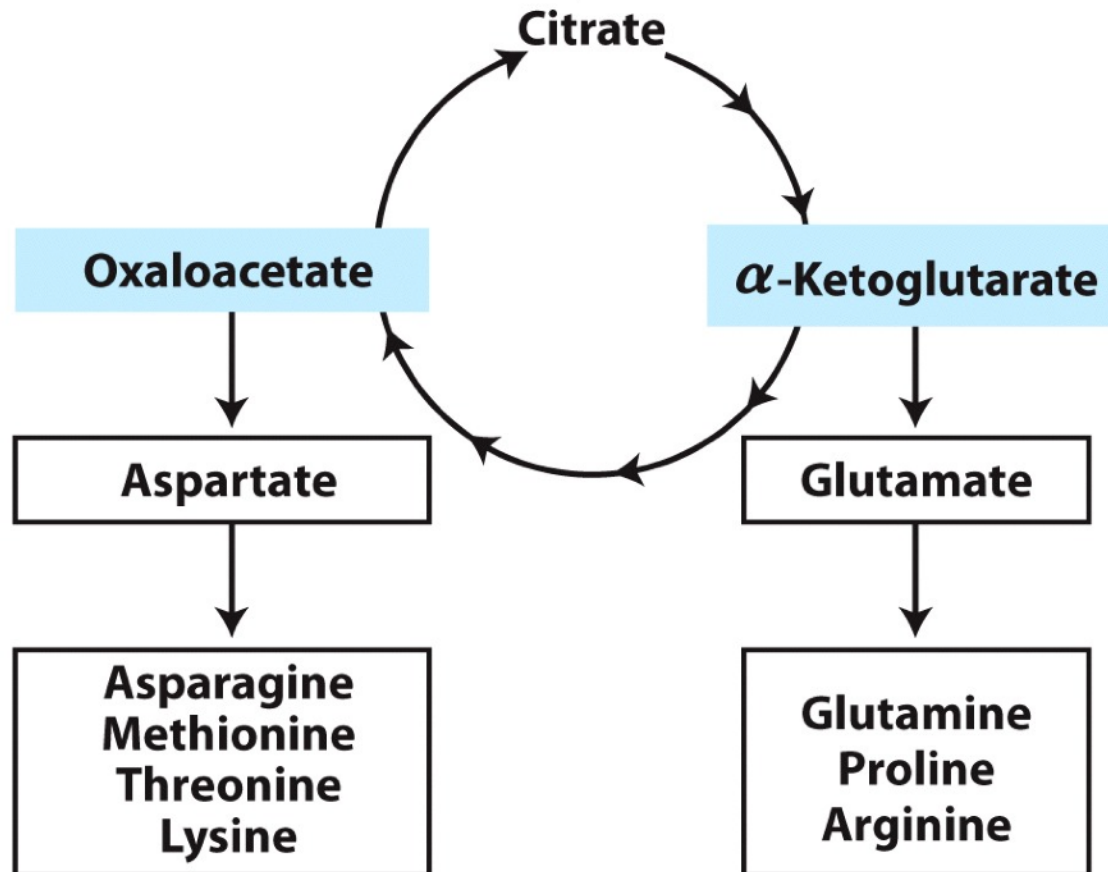 Citrate
Oxaloacetate
α-Ketoglutarate
Aspartate
Glutamate
Asparagine
Methionine
Threonine
Lysine
Glutamine
Proline
Arginine